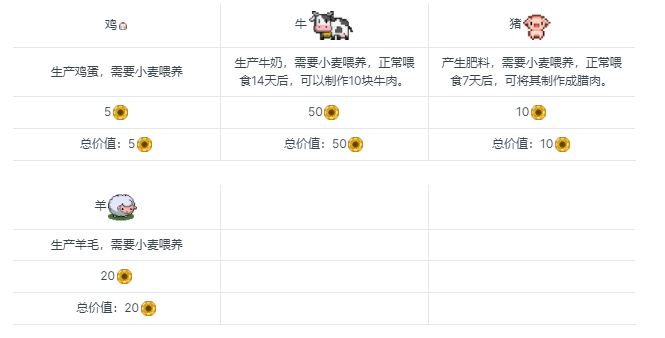 鸡
牛
猪
生产鸡蛋，需要小麦喂养
生产牛奶，需要小麦喂养，正常喂
食14天后，可以制作10块牛肉。
产生肥料，需要小麦喂养，正常喂
食7天后，可将其制作成腊肉。
5
50
10
总价值：5
总价值：50
总价值：10
羊
生产羊毛，需要小麦喂养
20
总价值：20